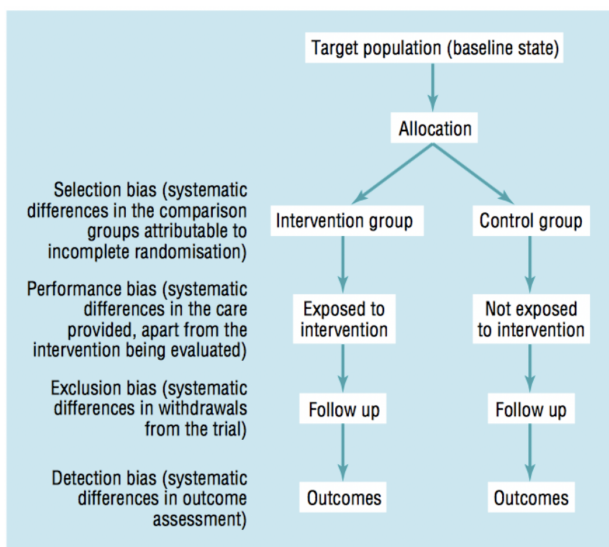 Target population (baseline state)
Allocation
Selection bias (systematic
differences in the comparison
groups attributable to
incomplete randomisation)
Intervention group
Control group
Performance bias (systematic
differences in the care
provided, apart from the
intervention being evaluated)
Exposed to
intervention
Not exposed
to intervention
Exclusion bias (systematic
differences in withdrawals
from the trial)
Follow up
Follow up
Detection bias (systematic
differences in outcome
assessment)
Outcomes
Outcomes